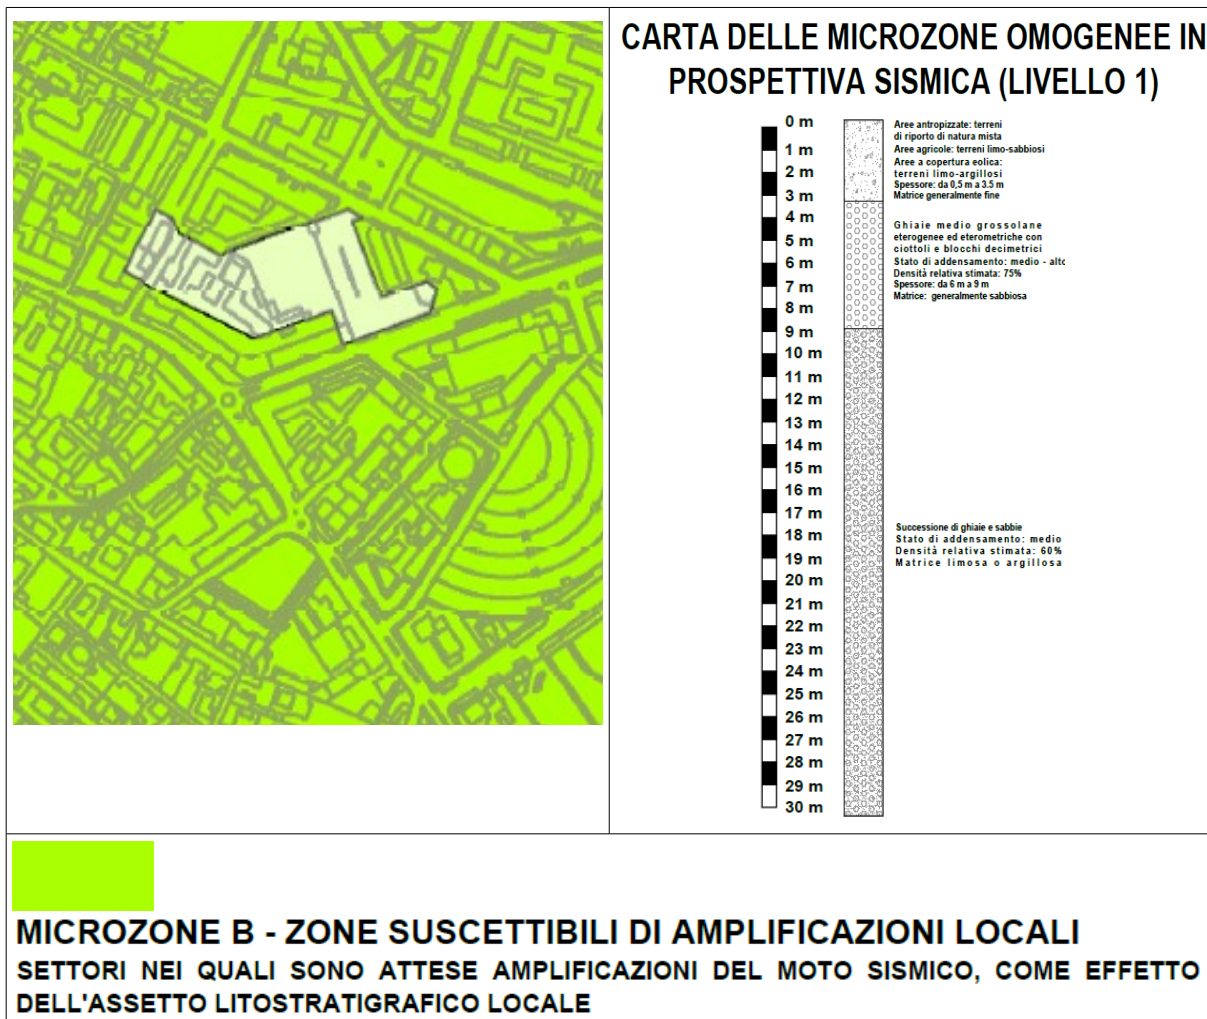 CARTA DELLE MICROZONE OMOGENEE IN
PROSPETTIVA SISMICA (LIVELLO 1)
0 m
1 m
2 m
3 m
4 m
5 m
6 m
7 m
8 m
9 m
10 m
11 m
12 m
13 m
14 m
15 m
16 m
17 m
18 m
19 m
20 m
21 m
22 m
23 m
24 m
25 m
26 m
27 m
28 m
29 m
30 m
Aree antropizzate: terreni
di riporto di natura mista
Aree agricole: terreni limo-sabbiosi
Aree a copertura eolica:
terreni limo-argillosi
Spessore: da 0,5 m a 3.5 m
Matrice generalmente fine
Ghiaie medio grossolane
eterogenee ed eterometriche con
ciottoli e blocchi decimetrici
Stato di addensamento: medio - alto
Densità relativa stimata: 75%
Spessore: da 6 m a 9 m
Matrice: generalmente sabbiosa
Successione di ghiaie e sabbie
Stato di addensamento: medio
Densità relativa stimata: 60%
Matrice limosa o argillosa
MICROZONE B - ZONE SUSCETTIBILI DI AMPLIFICAZIONI LOCALI
SETTORI NEI QUALI SONO ATTESE AMPLIFICAZIONI DEL MOTO SISMICO, COME EFFETTO
DELL'ASSETTO LITOSTRATIGRAFICO LOCALE